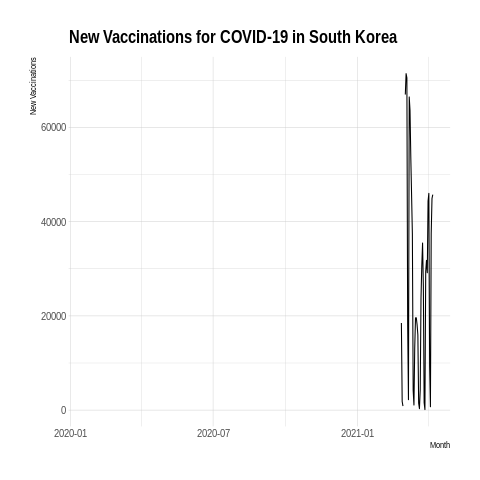 New Vaccinations for COVID-19 in South Korea
New Vaccinations
60000
40000
20000
0
2020-01 2020-07 2021-01
Month